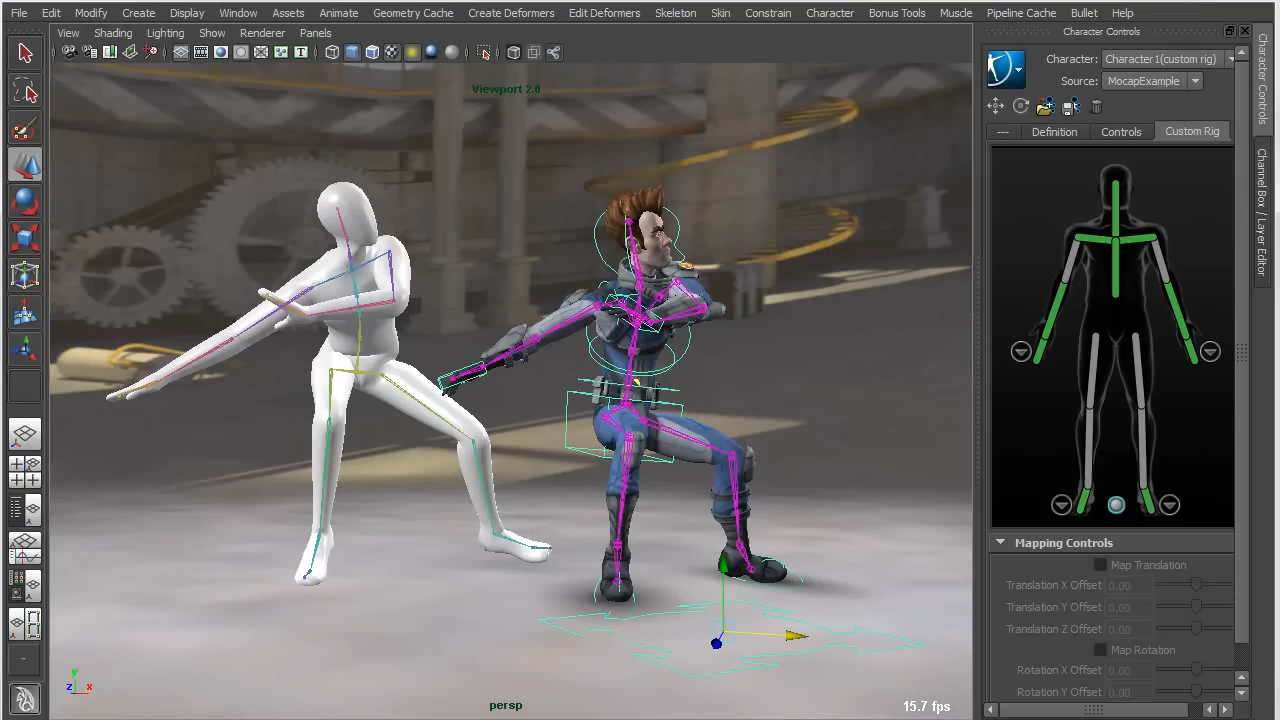 File Edit Modify Create Display Window Assets Animate Geometry Cache Create Deformers Edit Deformers Skeleton Skin Constrain Character Bonus Tools Muscle Pipeline Cache Bullet Help
View Shading Lighting Show Renderer Panels
Character Controls
Character: Character1(custom rig)
Source: MocapExample
--- Definition Controls Custom Rig
Viewport 2.0
Mapping Controls
Map Translation
Translation X Offset 0.00
Translation Y Offset 0.00
Translation Z Offset 0.00
Map Rotation
Rotation X Offset 0.00
Rotation Y Offset 0.00
y
z x
persp
15.7 fps
Character Controls
Channel Box / Layer Editor